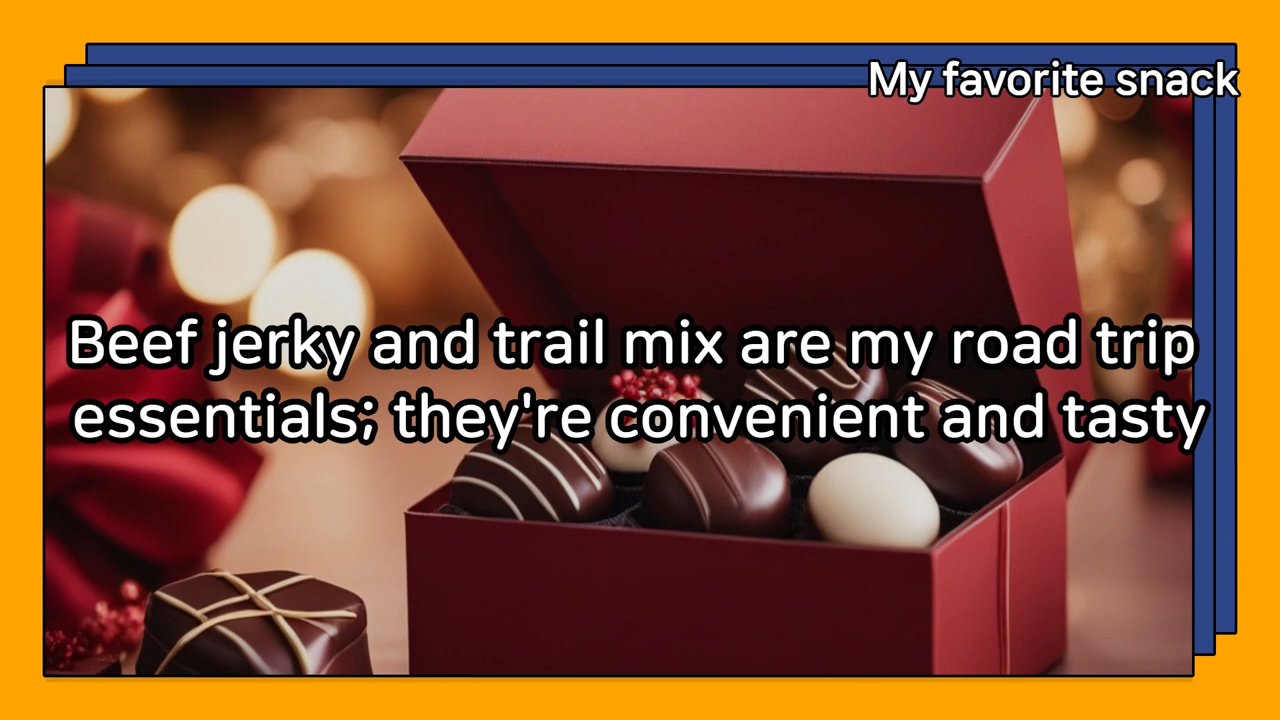 My favorite snack
Beef jerky and trail mix are my road trip
essentials; they're convenient and tasty